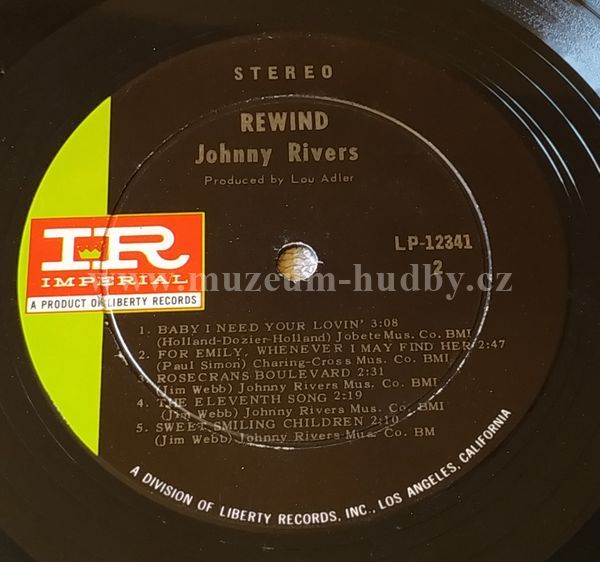 STEREO
REWIND
Johnny Rivers
Produced by Lou Adler
IR
IMPERIAL
A PRODUCT OF LIBERTY RECORDS
LP-12341
2
www.muzeum-hudby.cz
1. BABY I NEED YOUR LOVIN' 3:08
(Holland-Dozier-Holland) Jobete Mus. Co. BMI
2. FOR EMILY, WHENEVER I MAY FIND HER 2:47
(Paul Simon) Charing-Cross Mus. Co. BMI
3. ROSECRANS BOULEVARD 2:31
(Jim Webb) Johnny Rivers Mus. Co. BMI
4. THE ELEVENTH SONG 2:19
(Jim Webb) Johnny Rivers Mus. Co. BMI
5. SWEET SMILING CHILDREN 2:10
(Jim Webb) Johnny Rivers Mus. Co. BM
A DIVISION OF LIBERTY RECORDS, INC., LOS ANGELES, CALIFORNIA